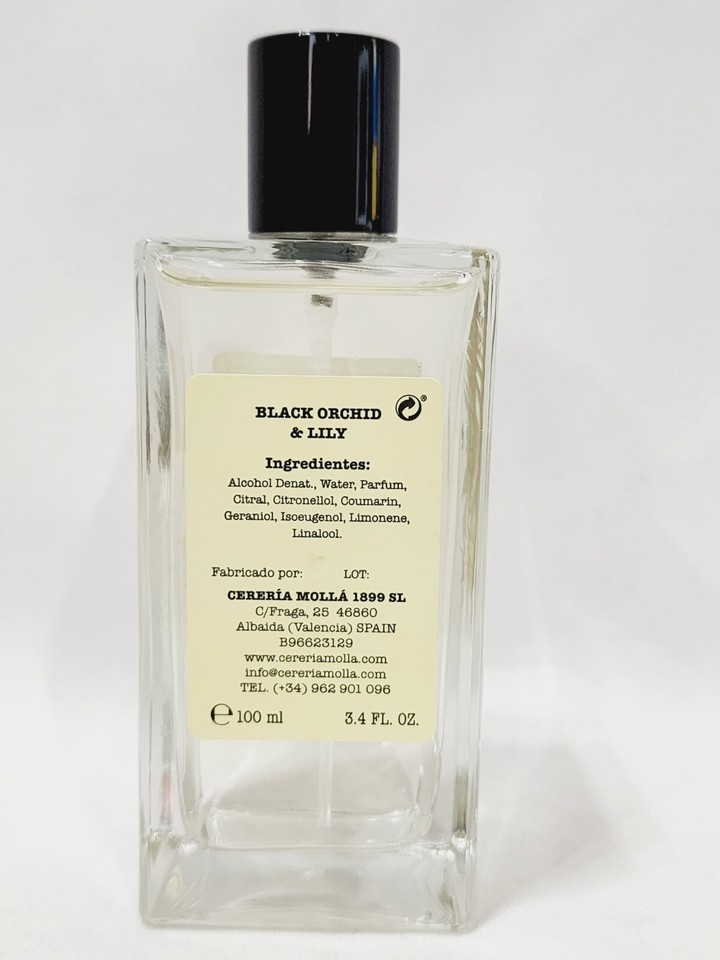 BLACK ORCHID ®
& LILY
Ingredientes:
Alcohol Denat., Water, Parfum,
Citral, Citronellol, Coumarin,
Geraniol, Isoeugenol, Limonene,
Linalool.
Fabricado por: LOT:
CERERÍA MOLLÁ 1899 SL
C/Fraga, 25 46860
Albaida (Valencia) SPAIN
B96623129
www.cereriamolla.com
info@cereriamolla.com
TEL. (+34) 962 901 096
℮ 100 ml 3.4 FL. OZ.